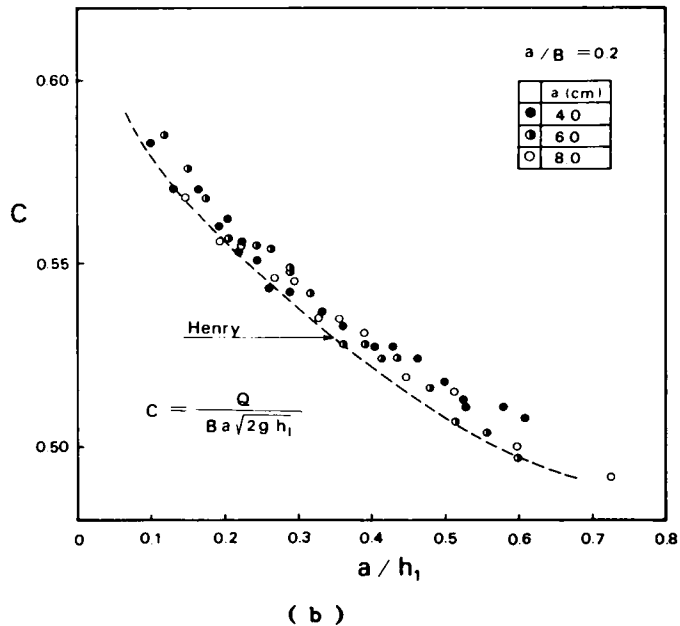 a / B = 0.2
a (cm)
● 4.0
◑ 6.0
○ 8.0
0.60
0.55
0.50
C
Henry
C = Q / Ba√2g h₁
0 0.1 0.2 0.3 0.4 0.5 0.6 0.7 0.8
a / h₁
( b )